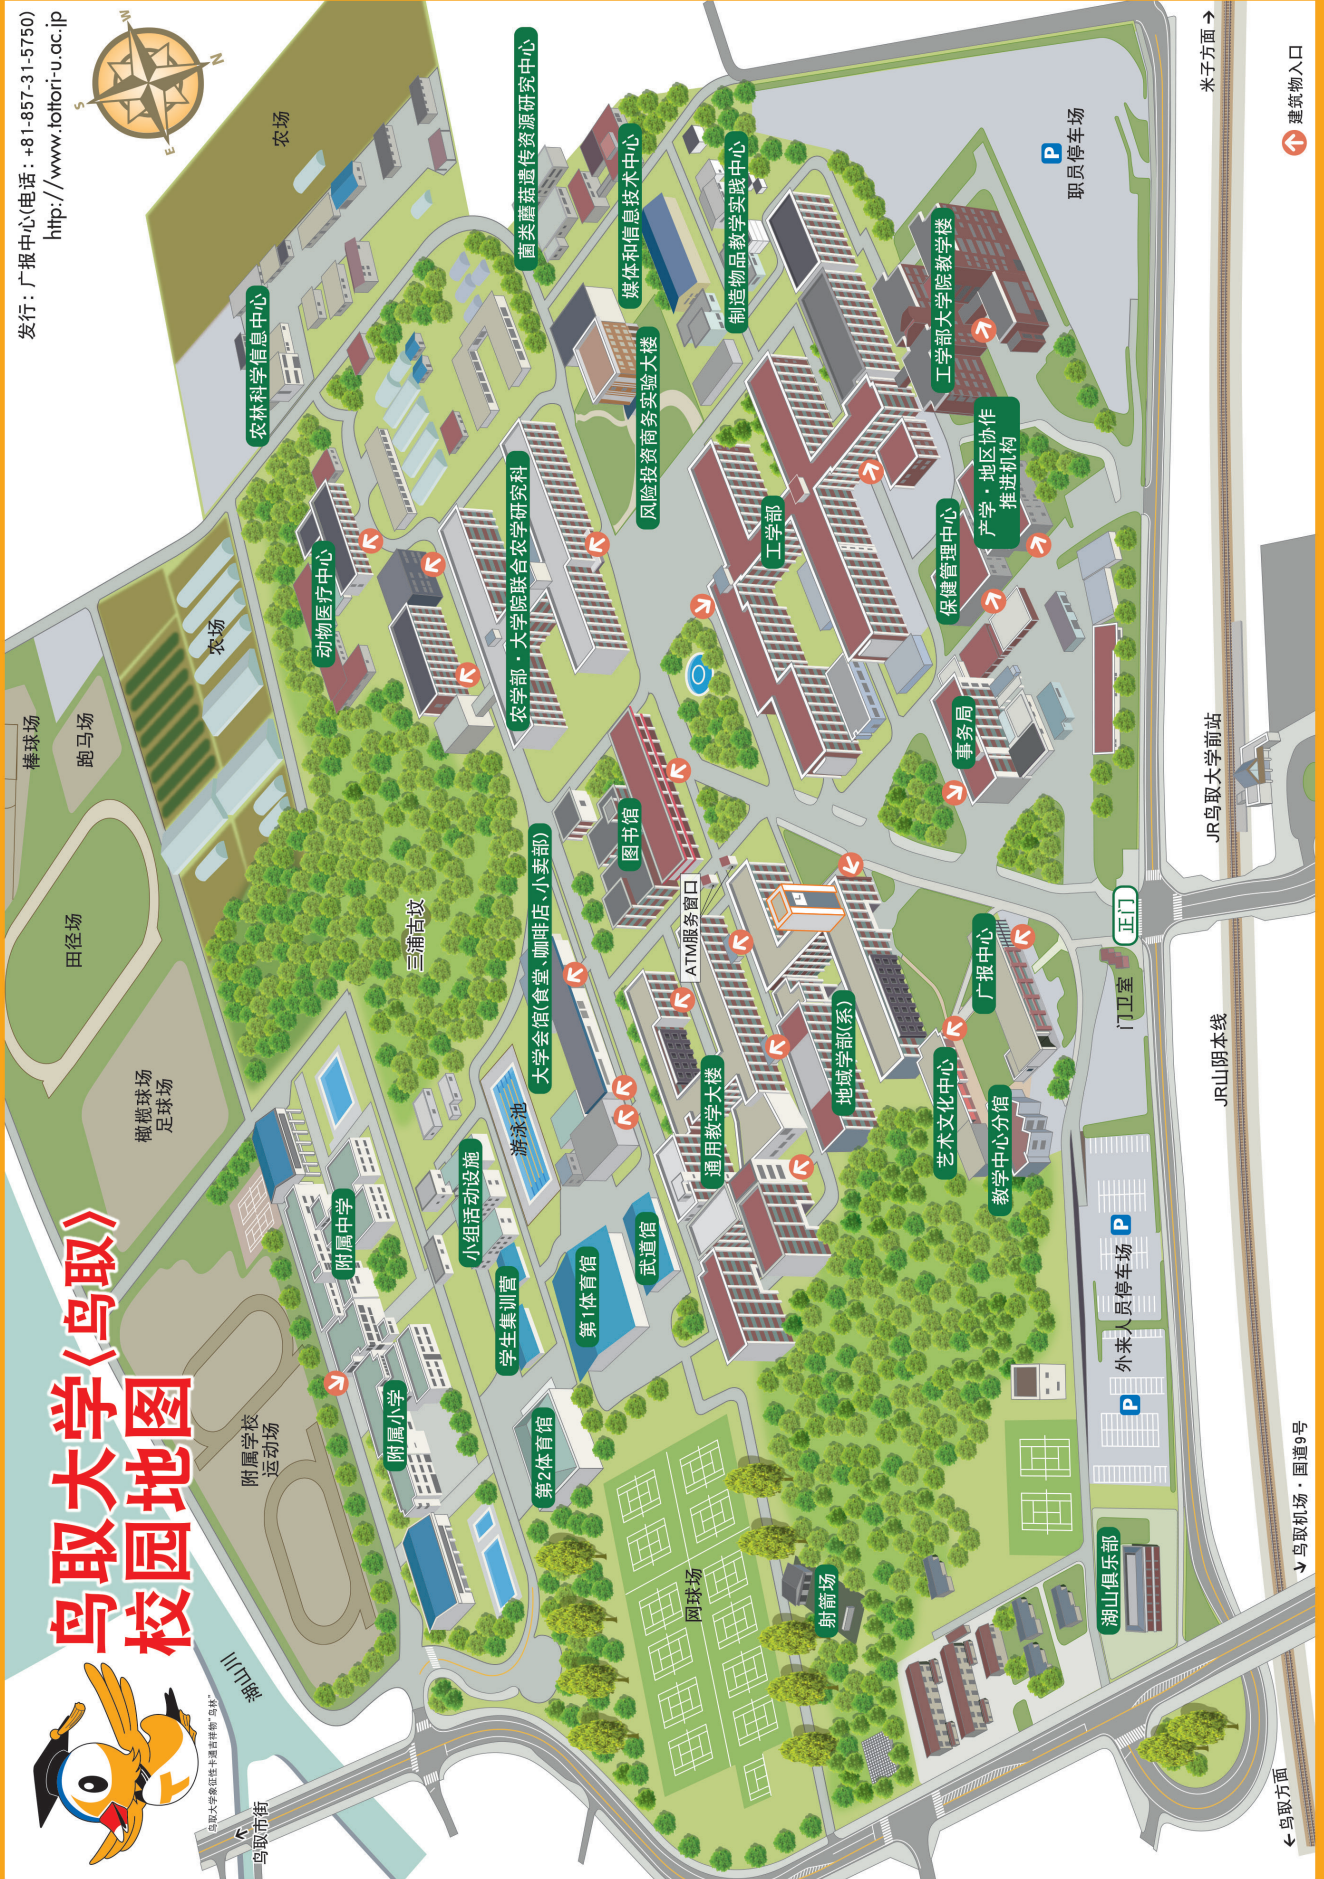 鸟取大学〈鸟取〉
校园地图
发行：广报中心(电话：+81-857-31-5750)
http://www.tottori-u.ac.jp
鸟取大学象征性卡通吉祥物“鸟林”
W
N
S
E
鸟取市街
湖山川
附属学校
运动场
橄榄球场
足球场
田径场
棒球场
跑马场
农场
农场
附属小学
附属中学
三浦古坟
动物医疗中心
农林科学信息中心
第2体育馆
学生集训营
小组活动设施
游泳池
大学会馆(食堂、咖啡店、小卖部)
农学部・大学院联合农学研究科
菌类蘑菇遗传资源研究中心
第1体育馆
武道馆
图书馆
风险投资商务实验大楼
媒体和信息技术中心
网球场
通用教学大楼
ATM服务窗口
工学部
制造物品教学实践中心
射箭场
地域学部(系)
艺术文化中心
教学中心分馆
广报中心
事务局
保健管理中心
产学・地区协作
推进机构
工学部大学院教学楼
职员停车场
P
湖山俱乐部
外来人员停车场
P
P
门卫室
正门
JR山阴本线
JR鸟取大学前站
米子方面
鸟取机场・国道9号
鸟取方面
建筑物入口